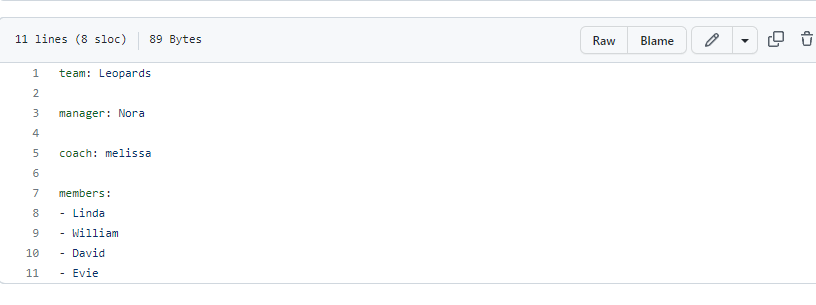 11 lines (8 sloc) 89 Bytes Raw Blame
1 team: Leopards
2
3 manager: Nora
4
5 coach: melissa
6
7 members:
8 - Linda
9 - William
10 - David
11 - Evie